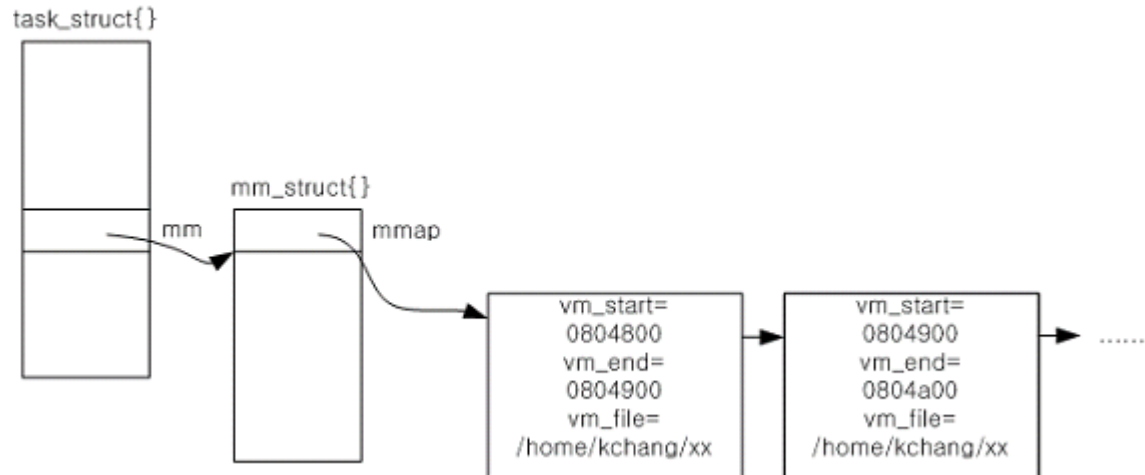 task_struct{}
mm_struct{}
mm
mmap
vm_start=
0804800
vm_end=
0804900
vm_file=
/home/kchang/xx
vm_start=
0804900
vm_end=
0804a00
vm_file=
/home/kchang/xx
......